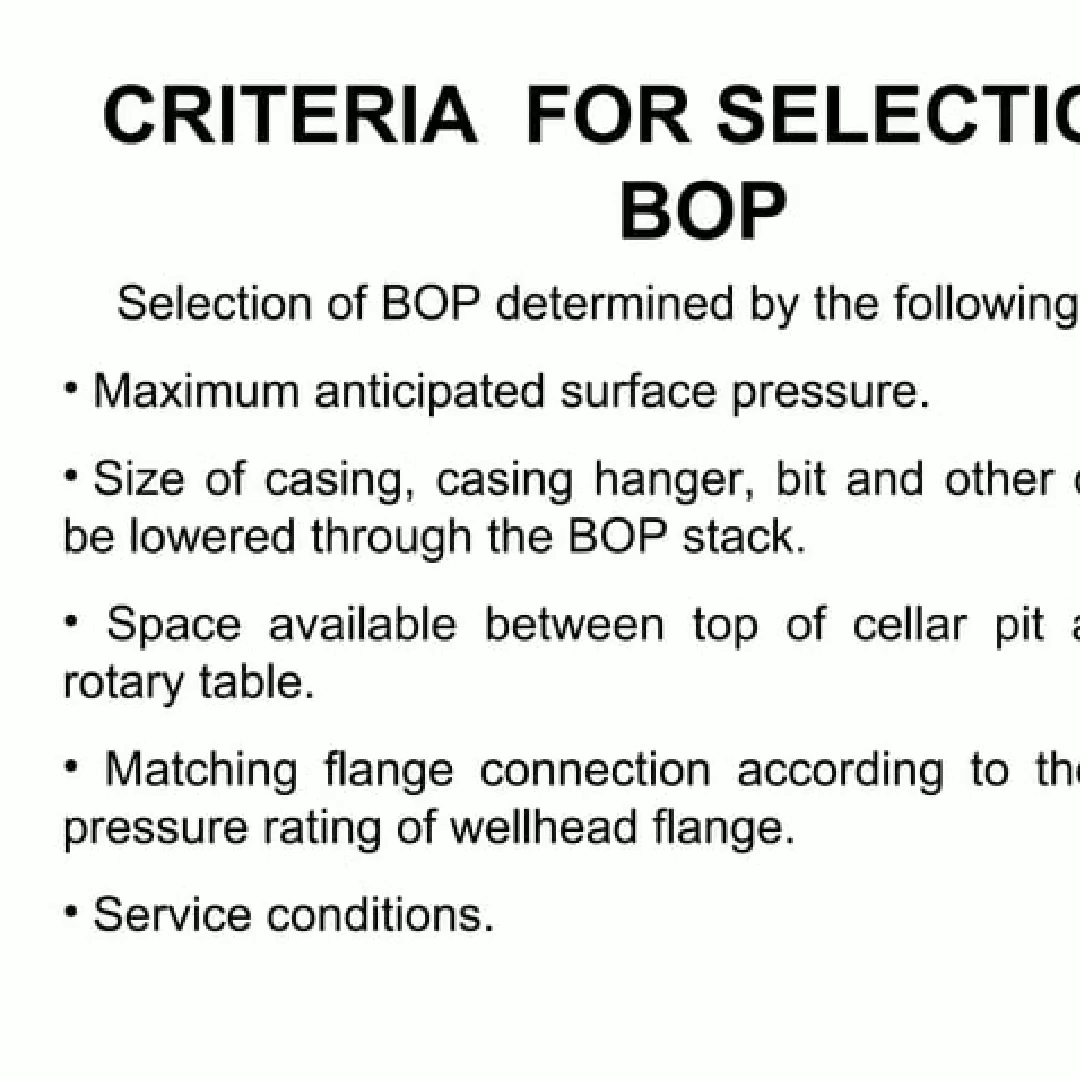 CRITERIA FOR SELECTIO
BOP
Selection of BOP determined by the following
• Maximum anticipated surface pressure.
• Size of casing, casing hanger, bit and other
be lowered through the BOP stack.
• Space available between top of cellar pit
rotary table.
• Matching flange connection according to the
pressure rating of wellhead flange.
• Service conditions.